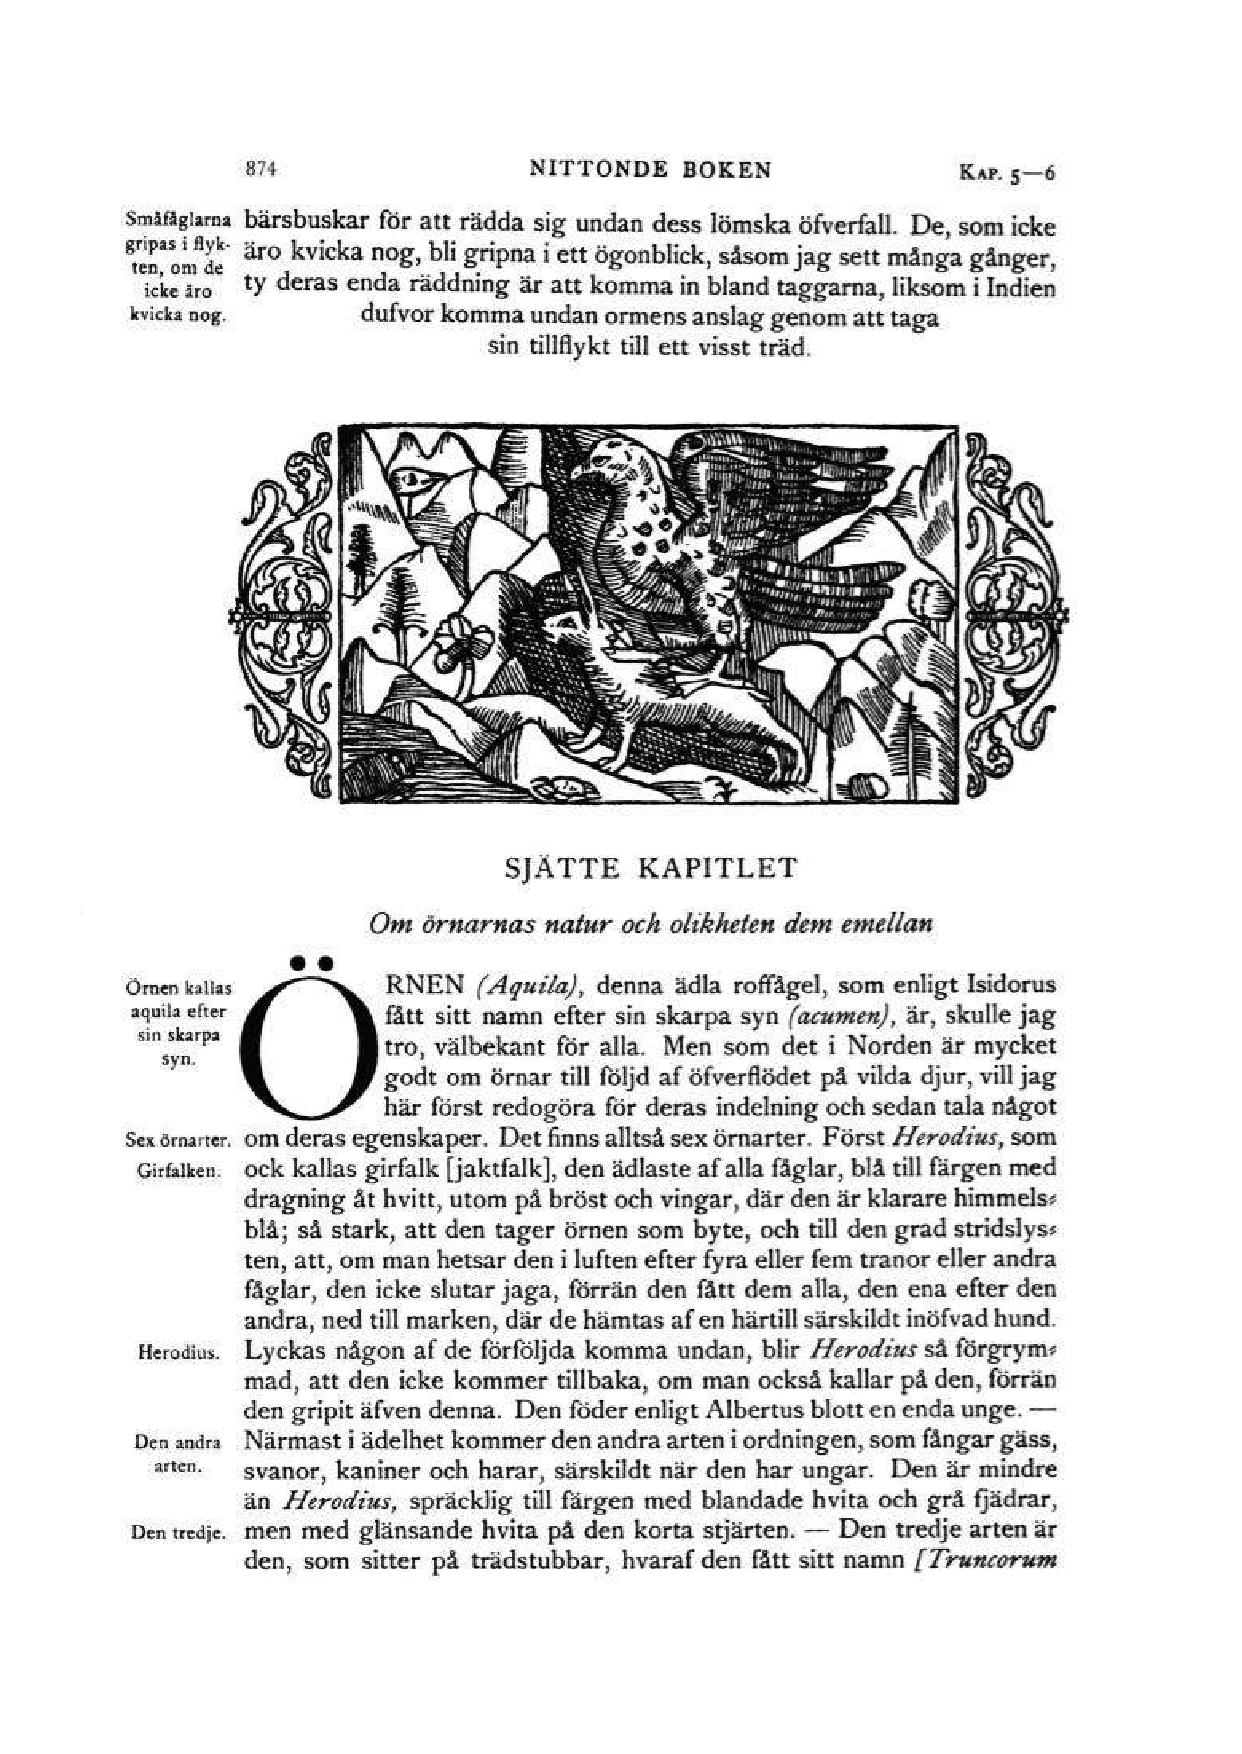 874 NITTONDE BOKEN KAP. 5—6
Småfåglarna
gripas i flyk-
ten, om de
icke äro
kvicka nog.
bärsbuskar för att rädda sig undan dess lömska öfverfall. De, som icke
äro kvicka nog, bli gripna i ett ögonblick, såsom jag sett många gånger,
ty deras enda räddning är att komma in bland taggarna, liksom i Indien
dufvor komma undan ormens anslag genom att taga
sin tillflykt till ett visst träd.
SJÄTTE KAPITLET
Om örnarnas natur och olikheten dem emellan
Örnen kallas
aquila efter
sin skarpa
syn.
ÖRNEN (Aquila), denna ädla roffågel, som enligt Isidorus
fått sitt namn efter sin skarpa syn (acumen), är, skulle jag
tro, välbekant för alla. Men som det i Norden är mycket
godt om örnar till följd af öfverflödet på vilda djur, vill jag
här först redogöra för deras indelning och sedan tala något
Sex örnarter. om deras egenskaper. Det finns alltså sex örnarter. Först Herodius, som
Girfalken. ock kallas girfalk [jaktfalk], den ädlaste af alla fåglar, blå till färgen med
dragning åt hvitt, utom på bröst och vingar, där den är klarare himmels-
blå; så stark, att den tager örnen som byte, och till den grad stridslys-
ten, att, om man hetsar den i luften efter fyra eller fem tranor eller andra
fåglar, den icke slutar jaga, förrän den fått dem alla, den ena efter den
andra, ned till marken, där de hämtas af en härtill särskildt inöfvad hund.
Herodius. Lyckas någon af de förföljda komma undan, blir Herodius så förgrym-
mad, att den icke kommer tillbaka, om man också kallar på den, förrän
den gripit äfven denna. Den föder enligt Albertus blott en enda unge. —
Den andra Närmast i ädelhet kommer den andra arten i ordningen, som fångar gäss,
arten. svanor, kaniner och harar, särskildt när den har ungar. Den är mindre
än Herodius, spräcklig till färgen med blandade hvita och grå fjädrar,
Den tredje. men med glänsande hvita på den korta stjärten. — Den tredje arten är
den, som sitter på trädstubbar, hvaraf den fått sitt namn [Truncorum